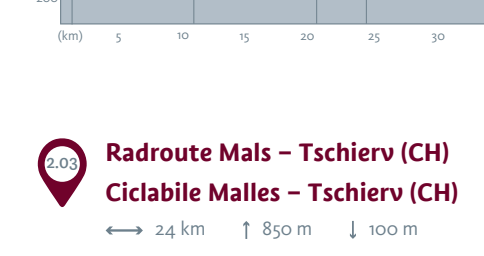 (km) 5 10 15 20 25 30
2.03
Radroute Mals – Tschierv (CH)
Ciclabile Malles – Tschierv (CH)
↔ 24 km ↑ 850 m ↓ 100 m